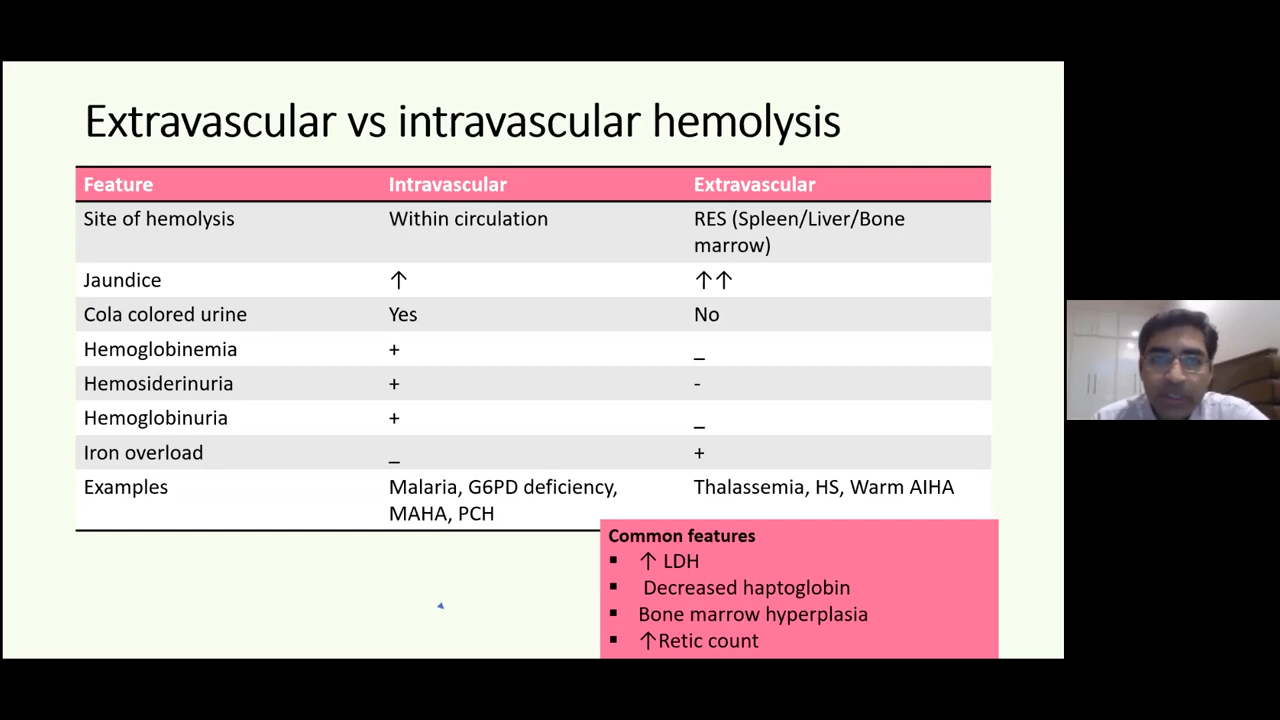 Extravascular vs intravascular hemolysis
Feature Intravascular Extravascular
Site of hemolysis Within circulation RES (Spleen/Liver/Bone
marrow)
Jaundice ↑ ↑↑
Cola colored urine Yes No
Hemoglobinemia + _
Hemosiderinuria + -
Hemoglobinuria + _
Iron overload _ +
Examples Malaria, G6PD deficiency, Thalassemia, HS, Warm AIHA
MAHA, PCH
Common features
▪ ↑ LDH
▪ Decreased haptoglobin
▪ Bone marrow hyperplasia
▪ ↑Retic count